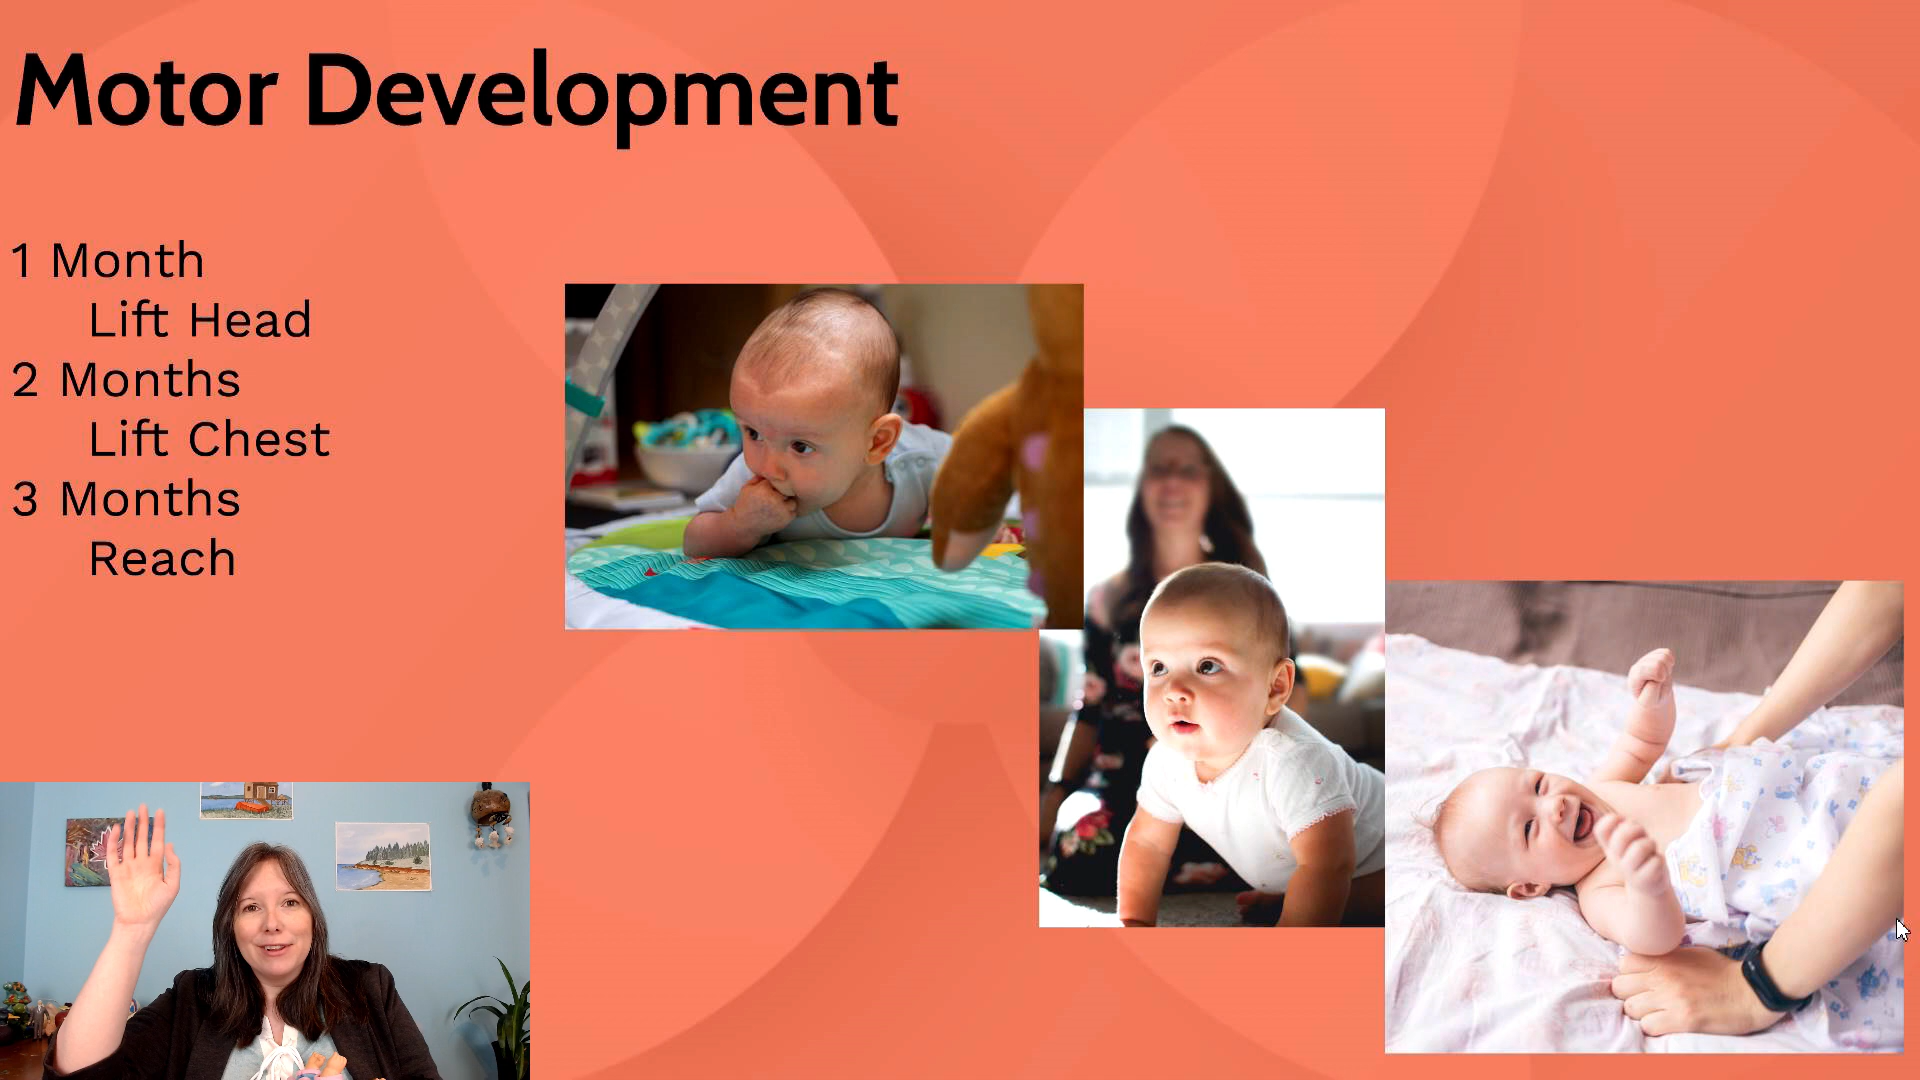 Motor Development
1 Month
Lift Head
2 Months
Lift Chest
3 Months
Reach